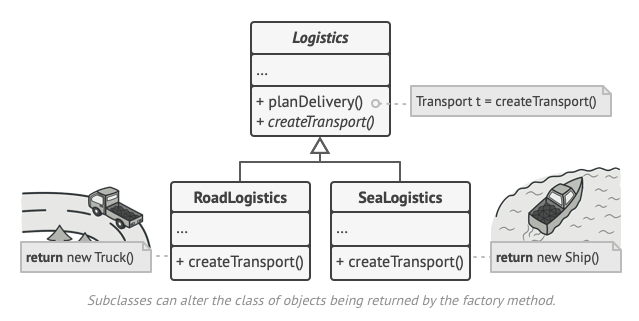 Logistics
...
+ planDelivery()
+ createTransport()
Transport t = createTransport()
RoadLogistics
...
+ createTransport()
SeaLogistics
...
+ createTransport()
return new Truck()
return new Ship()
Subclasses can alter the class of objects being returned by the factory method.